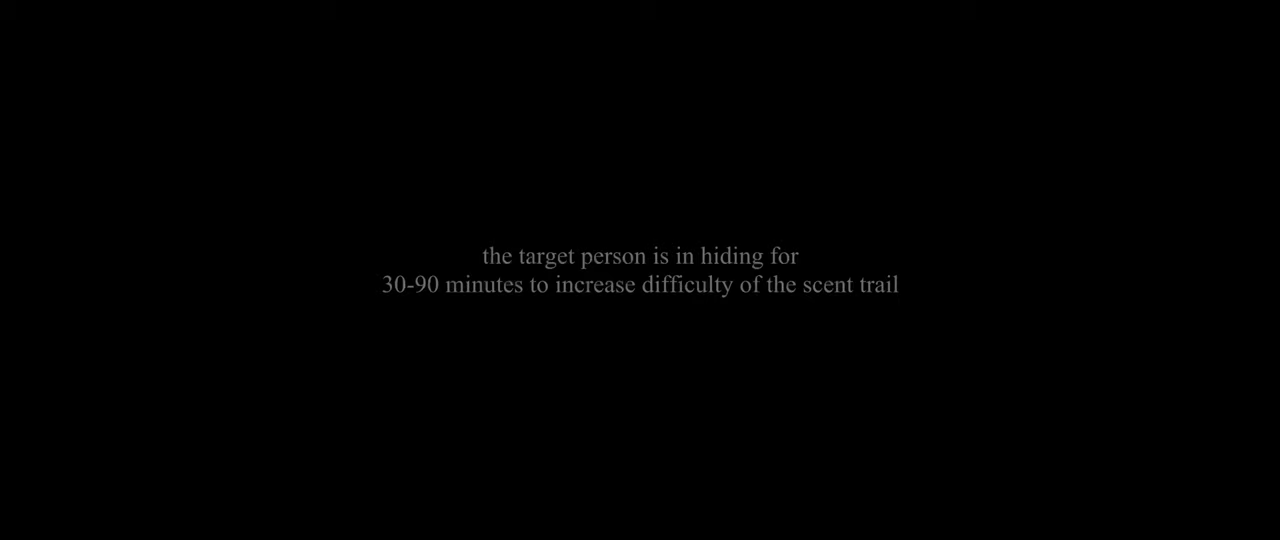 the target person is in hiding for
30-90 minutes to increase difficulty of the scent trail